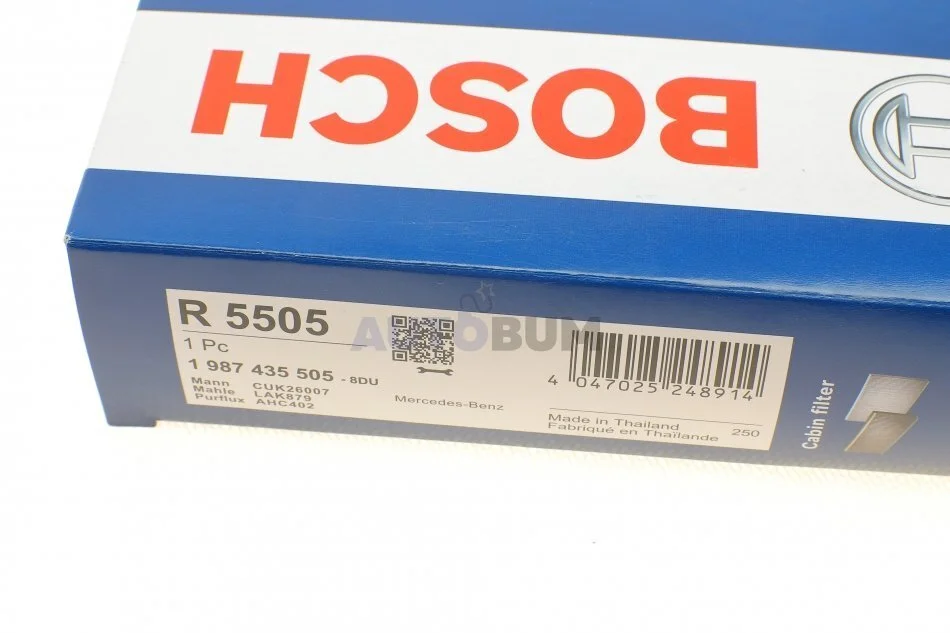 BOSCH
R 5505
1 Pc
1 987 435 505 - 8DU
Mann CUK26007
Mahle LAK879
Purflux AHC402
Mercedes-Benz
4 047025 248914
Made in Thailand
Fabriqué en Thaïlande
250
Cabin filter
AUTOBUM